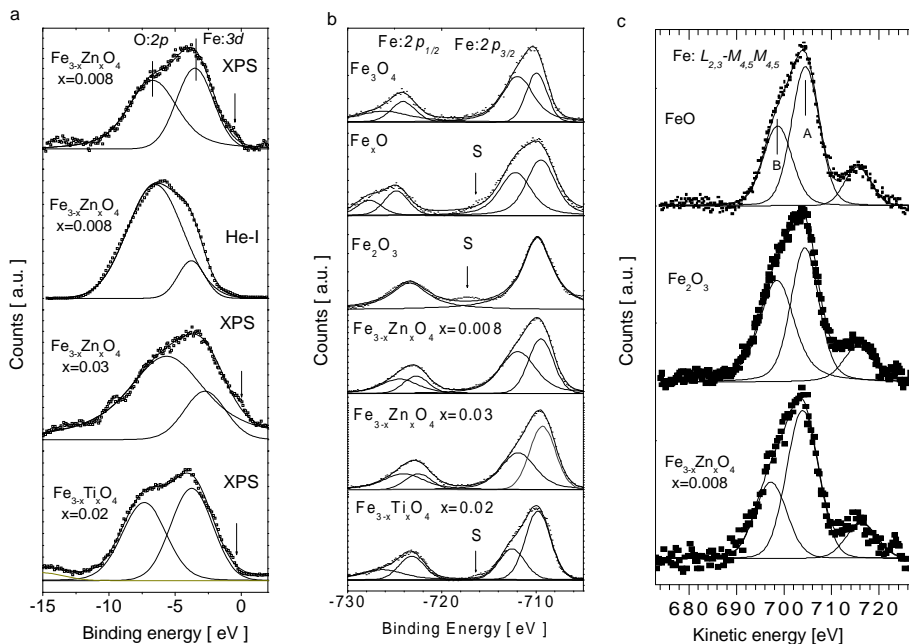 a
O:2p Fe:3d
Fe₃₋ₓZnₓO₄
x=0.008
XPS
Fe₃₋ₓZnₓO₄
x=0.008
He-I
XPS
Fe₃₋ₓZnₓO₄
x=0.03
XPS
Fe₃₋ₓTiₓO₄
x=0.02
Counts [ a.u. ]
-15 -10 -5 0
Binding energy [ eV ]
b
Fe:2p₁/₂ Fe:2p₃/₂
Fe₃O₄
FeₓO
S
Fe₂O₃
S
Fe₃₋ₓZnₓO₄ x=0.008
Fe₃₋ₓZnₓO₄ x=0.03
Fe₃₋ₓTiₓO₄ x=0.02
S
Counts [ a.u. ]
-730 -720 -710
Binding Energy [ eV ]
c
Fe: L₂,₃-M₄,₅M₄,₅
FeO
A
B
Fe₂O₃
Fe₃₋ₓZnₓO₄
x=0.008
Counts [ a.u. ]
680 690 700 710 720
Kinetic energy [ eV ]